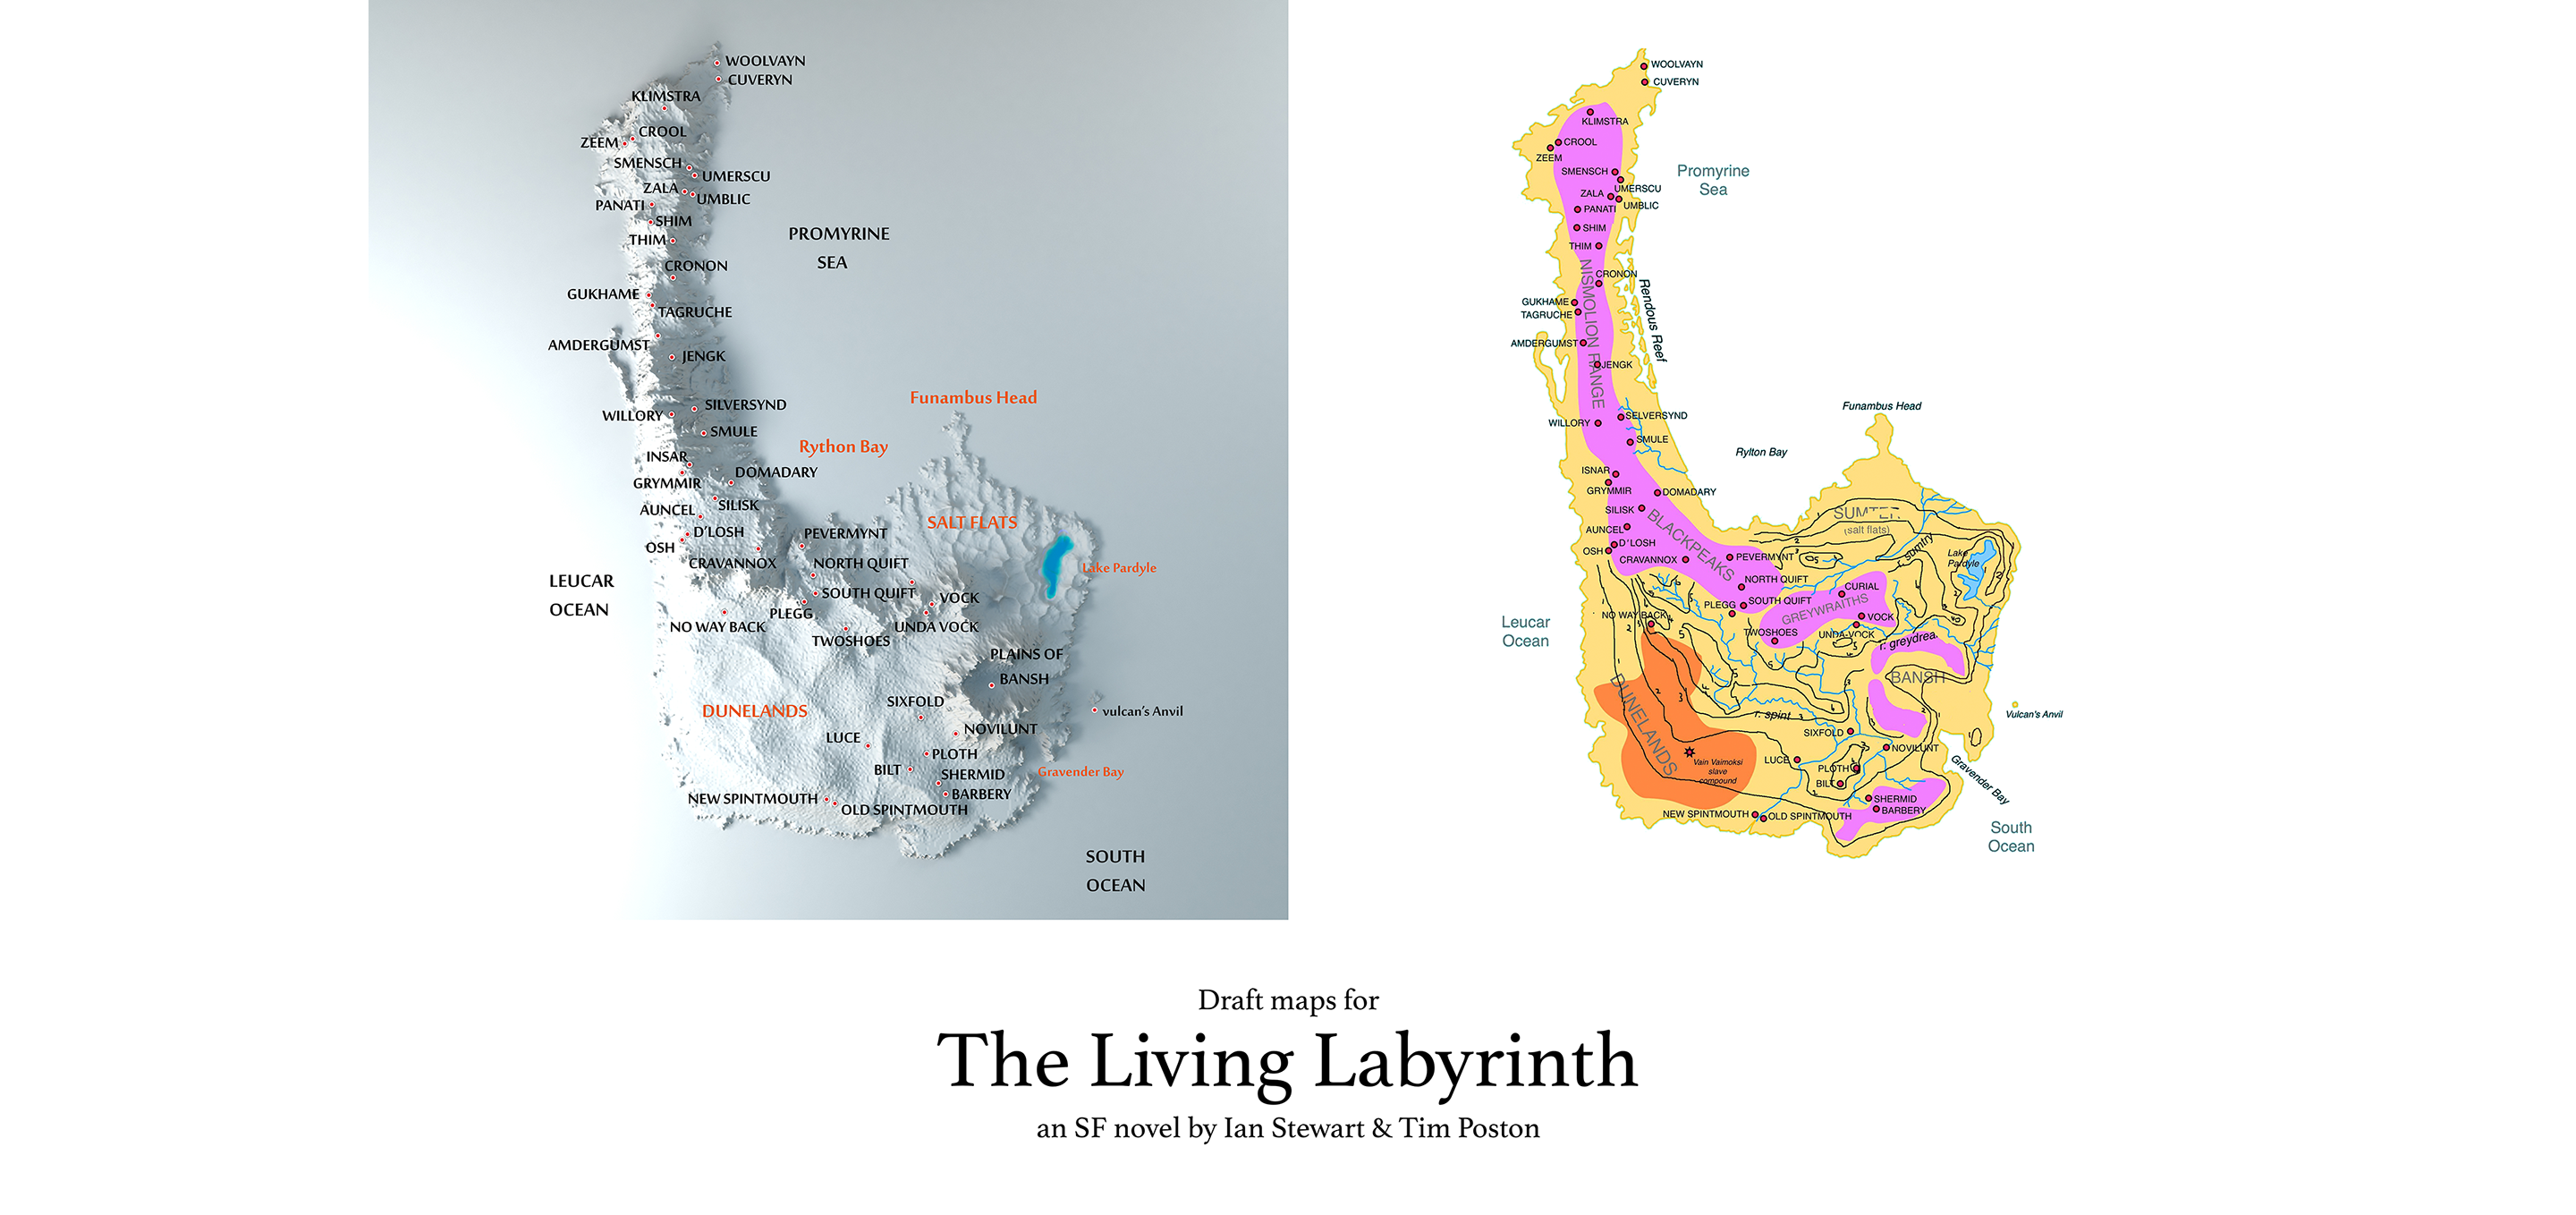 WOOLVAYN
CUVERYN
KLIMSTRA
CROOL
ZEEM
SMENSCH
UMERSCU
ZALA
UMBLIC
PANATI
SHIM
THIM
PROMYRINE
SEA
CRONON
GUKHAME
TAGRUCHE
AMDERGUMST
JENGK
Funambus Head
SILVERSYND
WILLORY
SMULE
Rython Bay
INSAR
DOMADARY
GRYMMIR
SILISK
AUNCEL
SALT FLATS
D'LOSH
PEVERMYNT
OSH
CRAVANNOX
NORTH QUIFT
Lake Pardyle
LEUCAR
OCEAN
SOUTH QUIFT
VOCK
PLEGG
NO WAY BACK
UNDA VOCK
TWOSHOES
PLAINS OF
BANSH
SIXFOLD
DUNELANDS
vulcan's Anvil
NOVILUNT
LUCE
PLOTH
BILT
SHERMID
Gravender Bay
BARBERY
NEW SPINTMOUTH
OLD SPINTMOUTH
SOUTH
OCEAN
WOOLVAYN
CUVERYN
KLIMSTRA
CROOL
ZEEM
SMENSCH
Promyrine
Sea
UMERSCU
ZALA
UMBLIC
PANATI
SHIM
THIM
CRONON
NISMOLION RANGE
Rendous Reef
GUKHAME
TAGRUCHE
AMDERGUMST
JENGK
Funambus Head
SELVERSYND
WILLORY
SMULE
Rylton Bay
ISNAR
GRYMMIR
DOMADARY
SILISK
BLACKPEAKS
(salt flats)
AUNCEL
D'LOSH
OSH
CRAVANNOX
PEVERMYNT
r. sumtry
Lake
Pardyle
NORTH QUIFT
CURIAL
PLEGG
SOUTH QUIFT
GREYWRAITHS
NO WAY BACK
VOCK
Leucar
Ocean
TWOSHOES
UNDA VOCK
r. greydrea
BANSH
DUNELANDS
r. spint
Vulcan's Anvil
SIXFOLD
NOVILUNT
Vain Vaimoksi
slave
compound
LUCE
PLOTH
BILT
Gravender Bay
SHERMID
BARBERY
NEW SPINTMOUTH
OLD SPINTMOUTH
South
Ocean
Draft maps for
The Living Labyrinth
an SF novel by Ian Stewart & Tim Poston